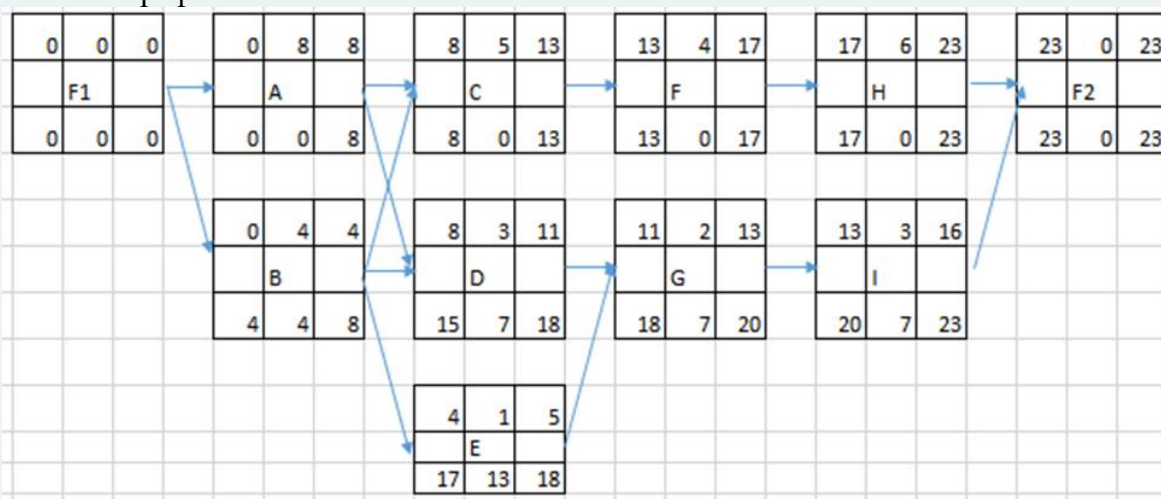 0 0 0 0 8 8 8 5 13 13 4 17 17 6 23 23 0 23
F1 A C F H F2
0 0 0 0 0 8 8 0 13 13 0 17 17 0 23 23 0 23
0 4 4 8 3 11 11 2 13 13 3 16
B D G I
4 4 8 15 7 18 18 7 20 20 7 23
4 1 5
E
17 13 18